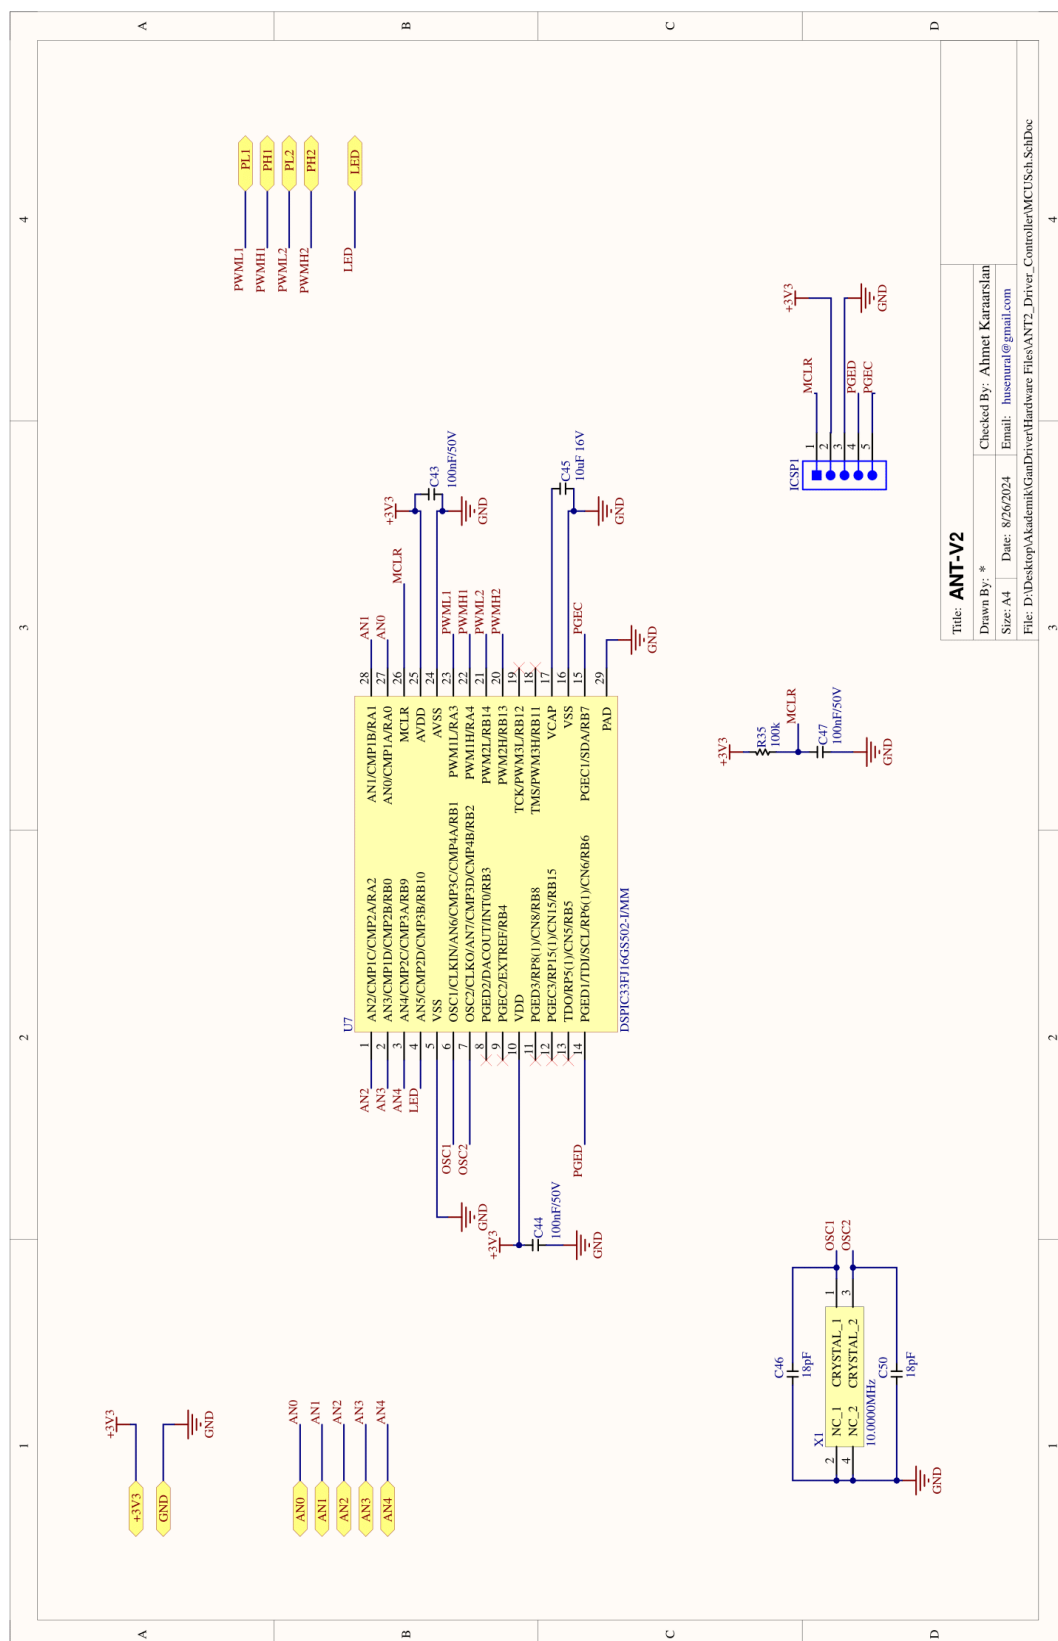 1
2
3
4
A
B
C
D
A
B
C
D
1
2
3
4
+3V3
GND
+3V3
GND
AN0
AN1
AN2
AN3
AN4
AN0
AN1
AN2
AN3
AN4
PWML1
PWMH1
PWML2
PWMH2
LED
PL1
PH1
PL2
PH2
LED
U7
AN2 1 AN2/CMP1C/CMP2A/RA2
AN3 2 AN3/CMP1D/CMP2B/RB0
AN4 3 AN4/CMP2C/CMP3A/RB9
LED 4 AN5/CMP2D/CMP3B/RB10
5 VSS
OSC1 6 OSC1/CLKIN/AN6/CMP3C/CMP4A/RB1
OSC2 7 OSC2/CLKO/AN7/CMP3D/CMP4B/RB2
8 PGED2/DACOUT/INT0/RB3
9 PGEC2/EXTREF/RB4
10 VDD
11 PGED3/RP8(1)/CN8/RB8
12 PGEC3/RP15(1)/CN15/RB15
13 TDO/RP5(1)/CN5/RB5
PGED 14 PGED1/TDI/SCL/RP6(1)/CN6/RB6
AN1/CMP1B/RA1 28 AN1
AN0/CMP1A/RA0 27 AN0
MCLR 26 MCLR
AVDD 25
AVSS 24
PWM1L/RA3 23 PWML1
PWM1H/RA4 22 PWMH1
PWM2L/RB14 21 PWML2
PWM2H/RB13 20 PWMH2
TCK/PWM3L/RB12 19
TMS/PWM3H/RB11 18
VCAP 17
VSS 16
PGEC1/SDA/RB7 15 PGEC
PAD 29
DSPIC33FJ16GS502-I/MM
GND
+3V3
C44
100nF/50V
GND
+3V3
C43
100nF/50V
GND
C45
10uF 16V
GND
GND
C46
18pF
X1
2 NC_1 CRYSTAL_1 1 OSC1
4 NC_2 CRYSTAL_2 3 OSC2
10.0000MHz
C50
18pF
GND
+3V3
R35
100k
MCLR
C47
100nF/50V
GND
ICSP1
1 MCLR
2
3
4 PGED
5 PGEC
+3V3
GND
Title: ANT-V2
Drawn By: * Checked By: Ahmet Karaarslan
Size: A4 Date: 8/26/2024 Email: husenural@gmail.com
File: D:\Desktop\Akademik\GanDriver\Hardware Files\ANT2_Driver_Controller\MCUSch.SchDoc